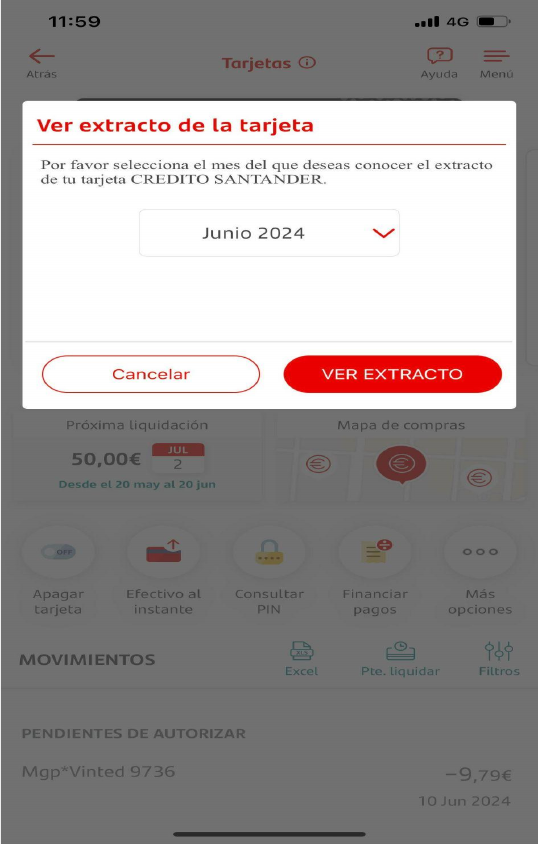 11:59
4G
Atrás
Tarjetas
Ayuda
Menú
Ver extracto de la tarjeta
Por favor selecciona el mes del que deseas conocer el extracto
de tu tarjeta CREDITO SANTANDER.
Junio 2024
Cancelar
VER EXTRACTO
Próxima liquidación
50,00€
JUL
2
Desde el 20 may al 20 jun
Mapa de compras
OFF
Apagar
tarjeta
Efectivo al
instante
Consultar
PIN
Financiar
pagos
Más
opciones
MOVIMIENTOS
XLS
Excel
Pte. liquidar
Filtros
PENDIENTES DE AUTORIZAR
Mgp*Vinted 9736
−9,79€
10 Jun 2024